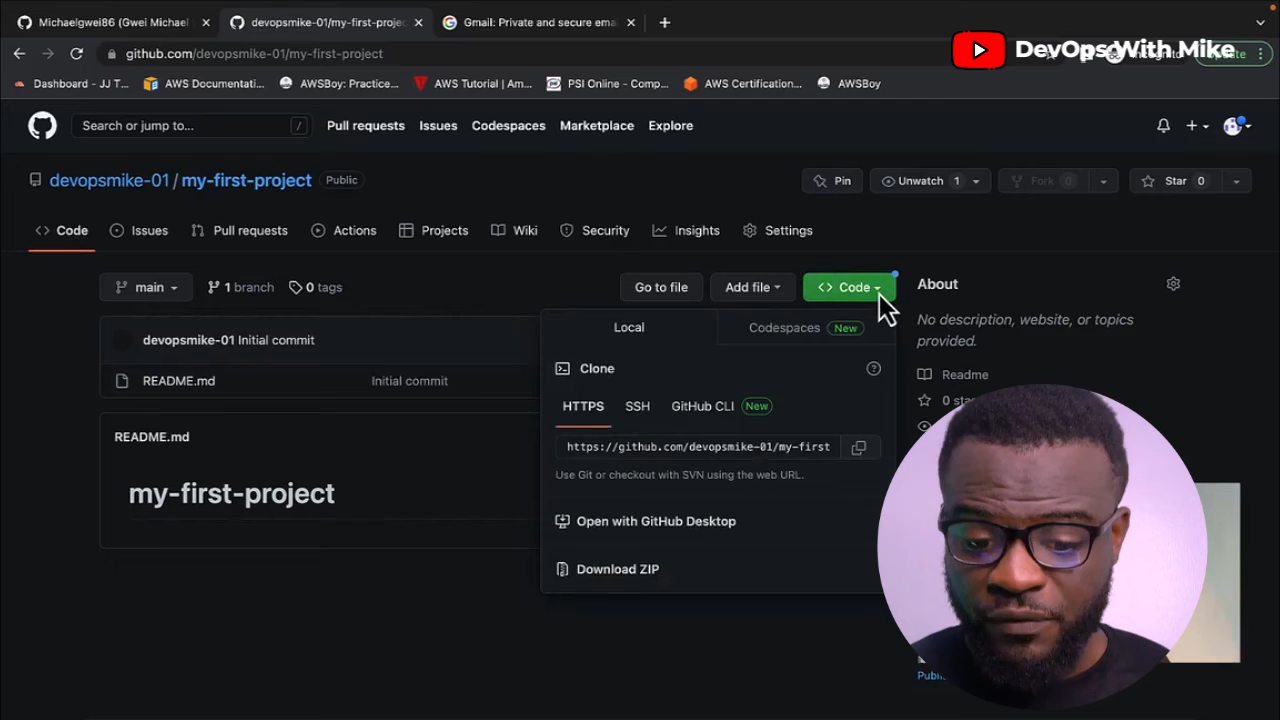 Michaelgwei86 (Gwei Michael
devopsmike-01/my-first-projec
Gmail: Private and secure ema
github.com/devopsmike-01/my-first-project
DevOpsWith Mike
Dashboard - JJ T...
AWS Documentati...
AWSBoy: Practice...
AWS Tutorial | Am...
PSI Online - Comp...
AWS Certification...
AWSBoy
Search or jump to...
/
Pull requests
Issues
Codespaces
Marketplace
Explore
devopsmike-01 / my-first-project
Public
Pin
Unwatch 1
Fork 0
Star 0
Code
Issues
Pull requests
Actions
Projects
Wiki
Security
Insights
Settings
main
1 branch
0 tags
Go to file
Add file
Code
About
No description, website, or topics
provided.
Readme
devopsmike-01 Initial commit
README.md
Initial commit
README.md
my-first-project
Local
Codespaces New
Clone
HTTPS
SSH
GitHub CLI New
https://github.com/devopsmike-01/my-first
Use Git or checkout with SVN using the web URL.
Open with GitHub Desktop
Download ZIP